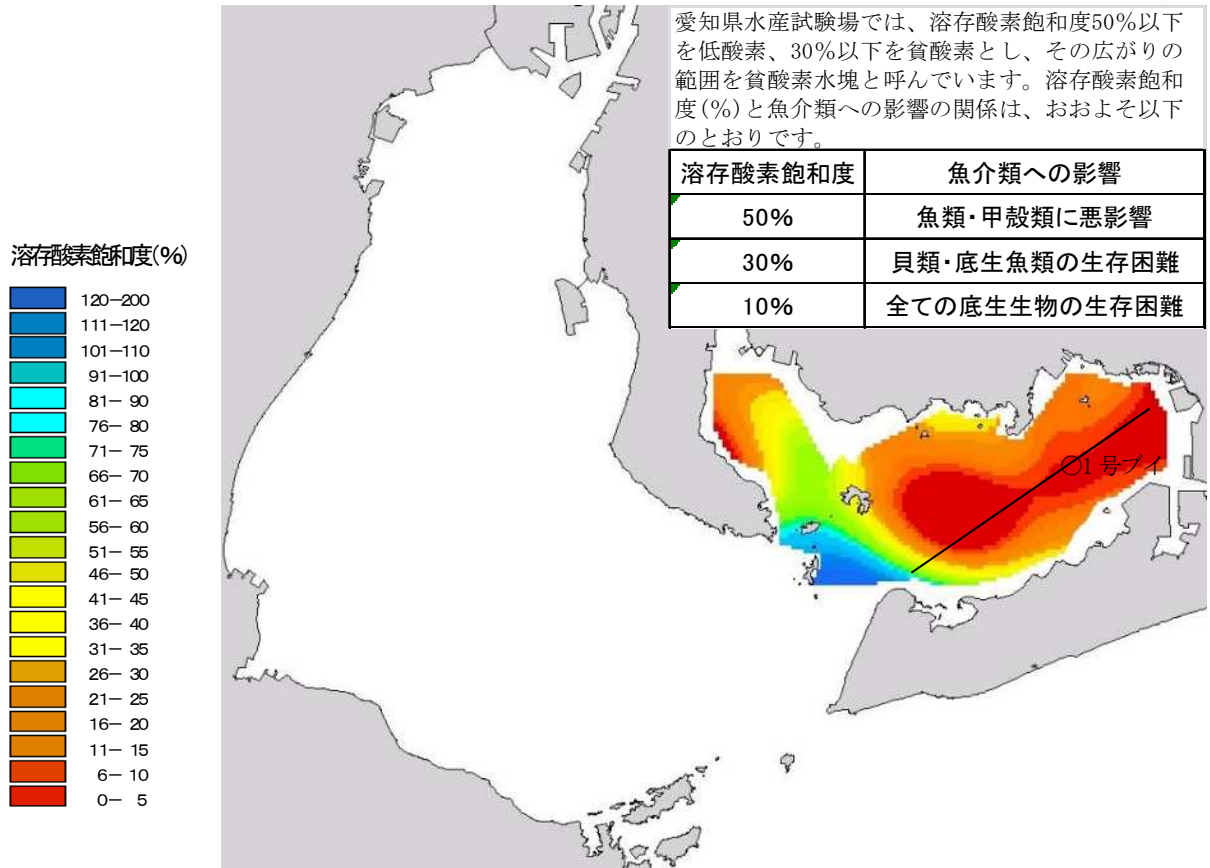 愛知県水産試験場では、溶存酸素飽和度50%以下
を低酸素、30%以下を貧酸素とし、その広がりの
範囲を貧酸素水塊と呼んでいます。溶存酸素飽和
度(%)と魚介類への影響の関係は、おおよそ以下
のとおりです。
溶存酸素飽和度 魚介類への影響
50% 魚類・甲殻類に悪影響
30% 貝類・底生魚類の生存困難
10% 全ての底生生物の生存困難
溶存酸素飽和度(%)
120－200
111－120
101－110
91－100
81－ 90
76－ 80
71－ 75
66－ 70
61－ 65
56－ 60
51－ 55
46－ 50
41－ 45
36－ 40
31－ 35
26－ 30
21－ 25
16－ 20
11－ 15
6－ 10
0－ 5
○1号ブイ